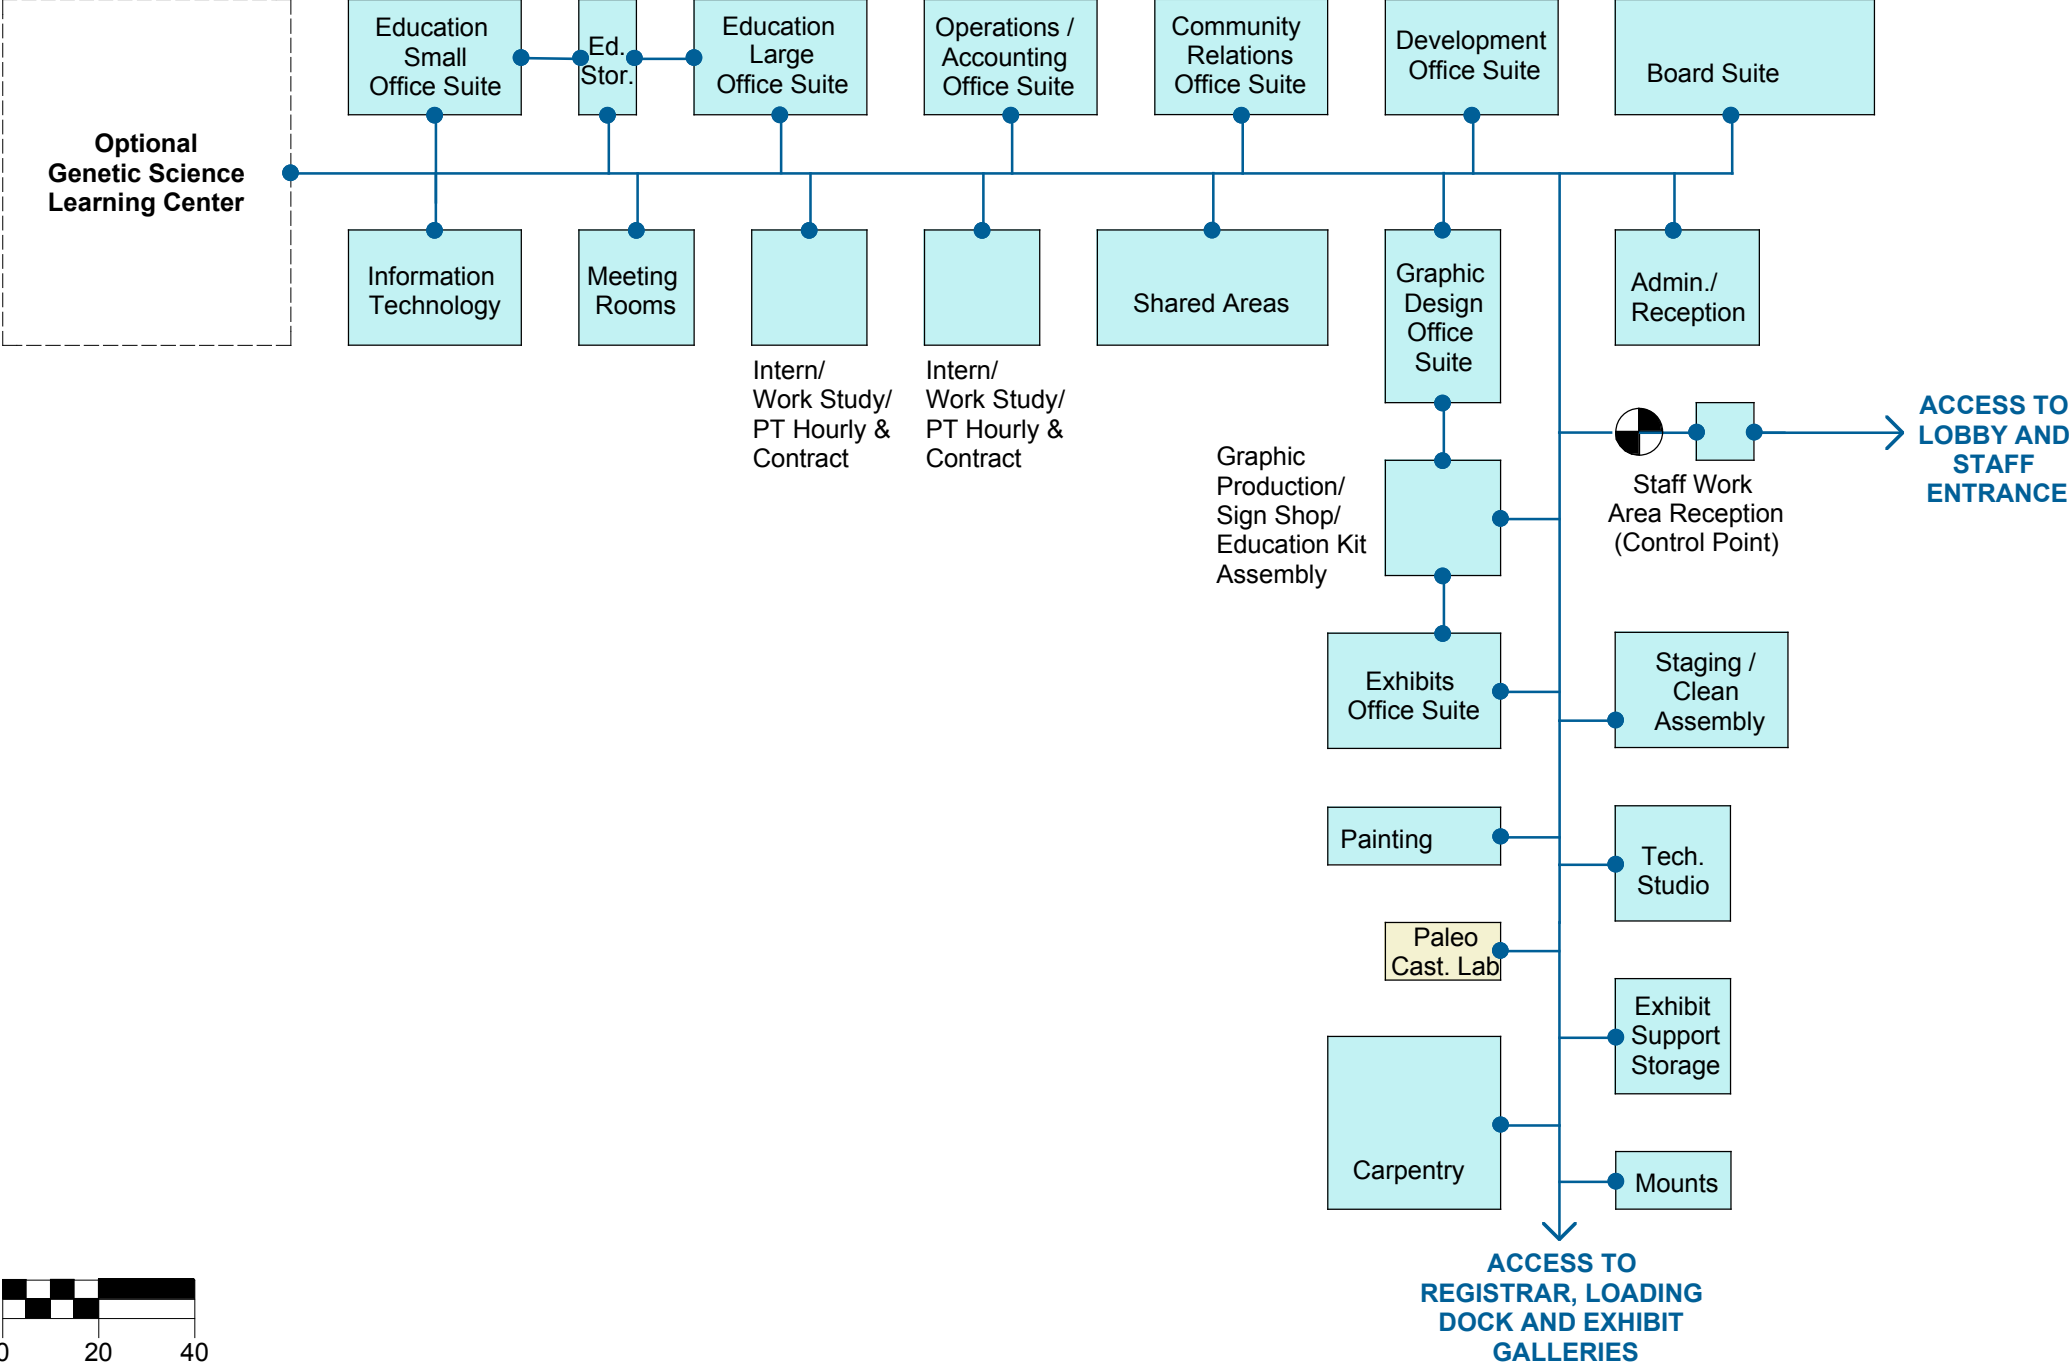 Education
Small
Office Suite
Ed.
Stor.
Education
Large
Office Suite
Operations /
Accounting
Office Suite
Community
Relations
Office Suite
Development
Office Suite
Board Suite
Optional
Genetic Science
Learning Center
Information
Technology
Meeting
Rooms
Intern/
Work Study/
PT Hourly &
Contract
Intern/
Work Study/
PT Hourly &
Contract
Shared Areas
Graphic
Design
Office
Suite
Admin./
Reception
ACCESS TO
LOBBY AND
STAFF
ENTRANCE
Staff Work
Area Reception
(Control Point)
Graphic
Production/
Sign Shop/
Education Kit
Assembly
Exhibits
Office Suite
Staging /
Clean
Assembly
Painting
Tech.
Studio
Paleo
Cast. Lab
Exhibit
Support
Storage
Carpentry
Mounts
ACCESS TO
REGISTRAR, LOADING
DOCK AND EXHIBIT
GALLERIES
0 20 40